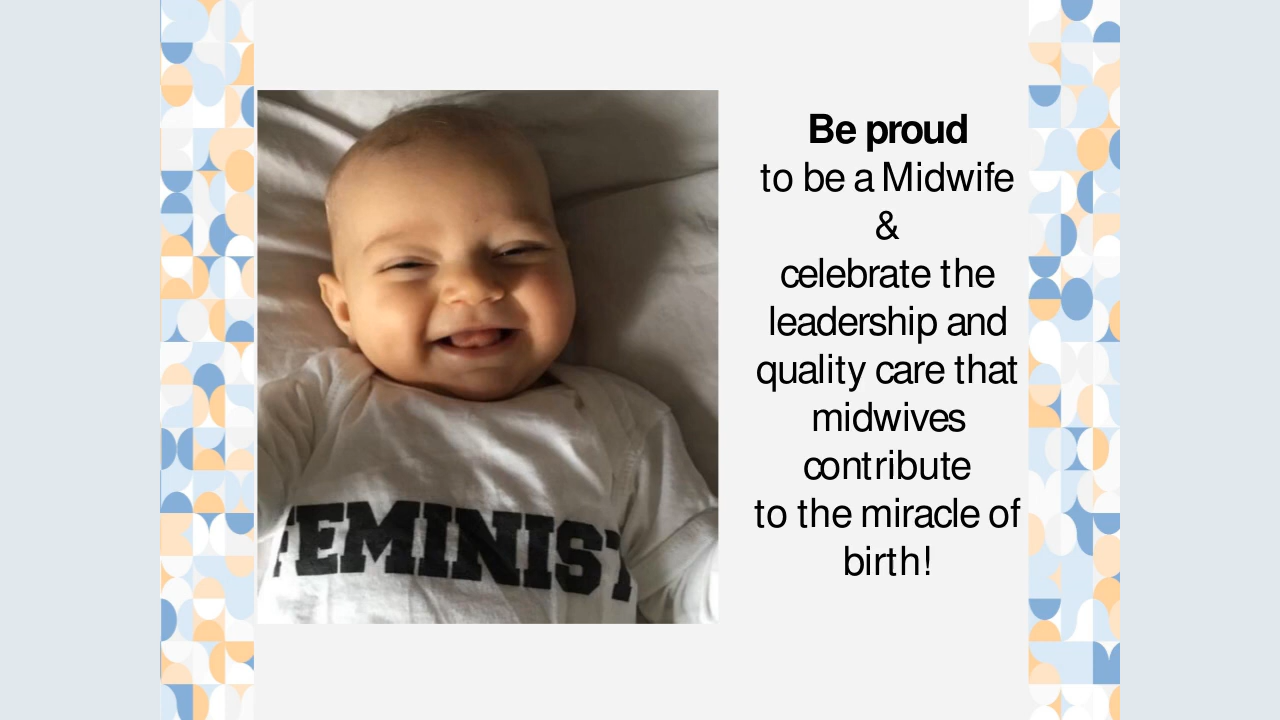 Be proud
to be a Midwife
&
celebrate the
leadership and
quality care that
midwives
contribute
to the miracle of
birth!
FEMINIST